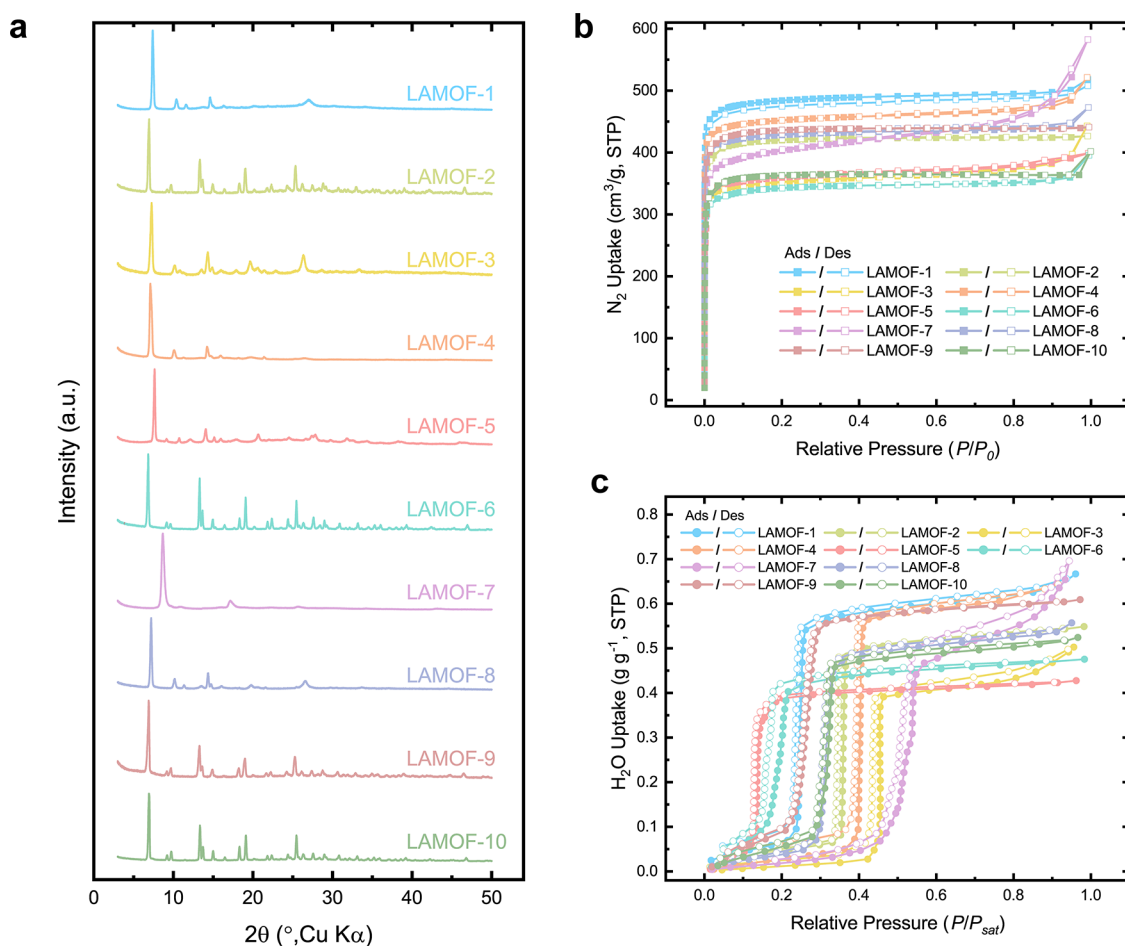 a
Intensity (a.u.)
LAMOF-1
LAMOF-2
LAMOF-3
LAMOF-4
LAMOF-5
LAMOF-6
LAMOF-7
LAMOF-8
LAMOF-9
LAMOF-10
0 10 20 30 40 50
2θ (°,Cu Kα)
b
N2 Uptake (cm³/g, STP)
600
500
400
300
200
100
0
Ads / Des
/ LAMOF-1 / LAMOF-2
/ LAMOF-3 / LAMOF-4
/ LAMOF-5 / LAMOF-6
/ LAMOF-7 / LAMOF-8
/ LAMOF-9 / LAMOF-10
0.0 0.2 0.4 0.6 0.8 1.0
Relative Pressure (P/P0)
c
H2O Uptake (g g⁻¹, STP)
0.8
0.7
0.6
0.5
0.4
0.3
0.2
0.1
0.0
Ads / Des
/ LAMOF-1 / LAMOF-2 / LAMOF-3
/ LAMOF-4 / LAMOF-5 / LAMOF-6
/ LAMOF-7 / LAMOF-8
/ LAMOF-9 / LAMOF-10
0.0 0.2 0.4 0.6 0.8 1.0
Relative Pressure (P/Psat)